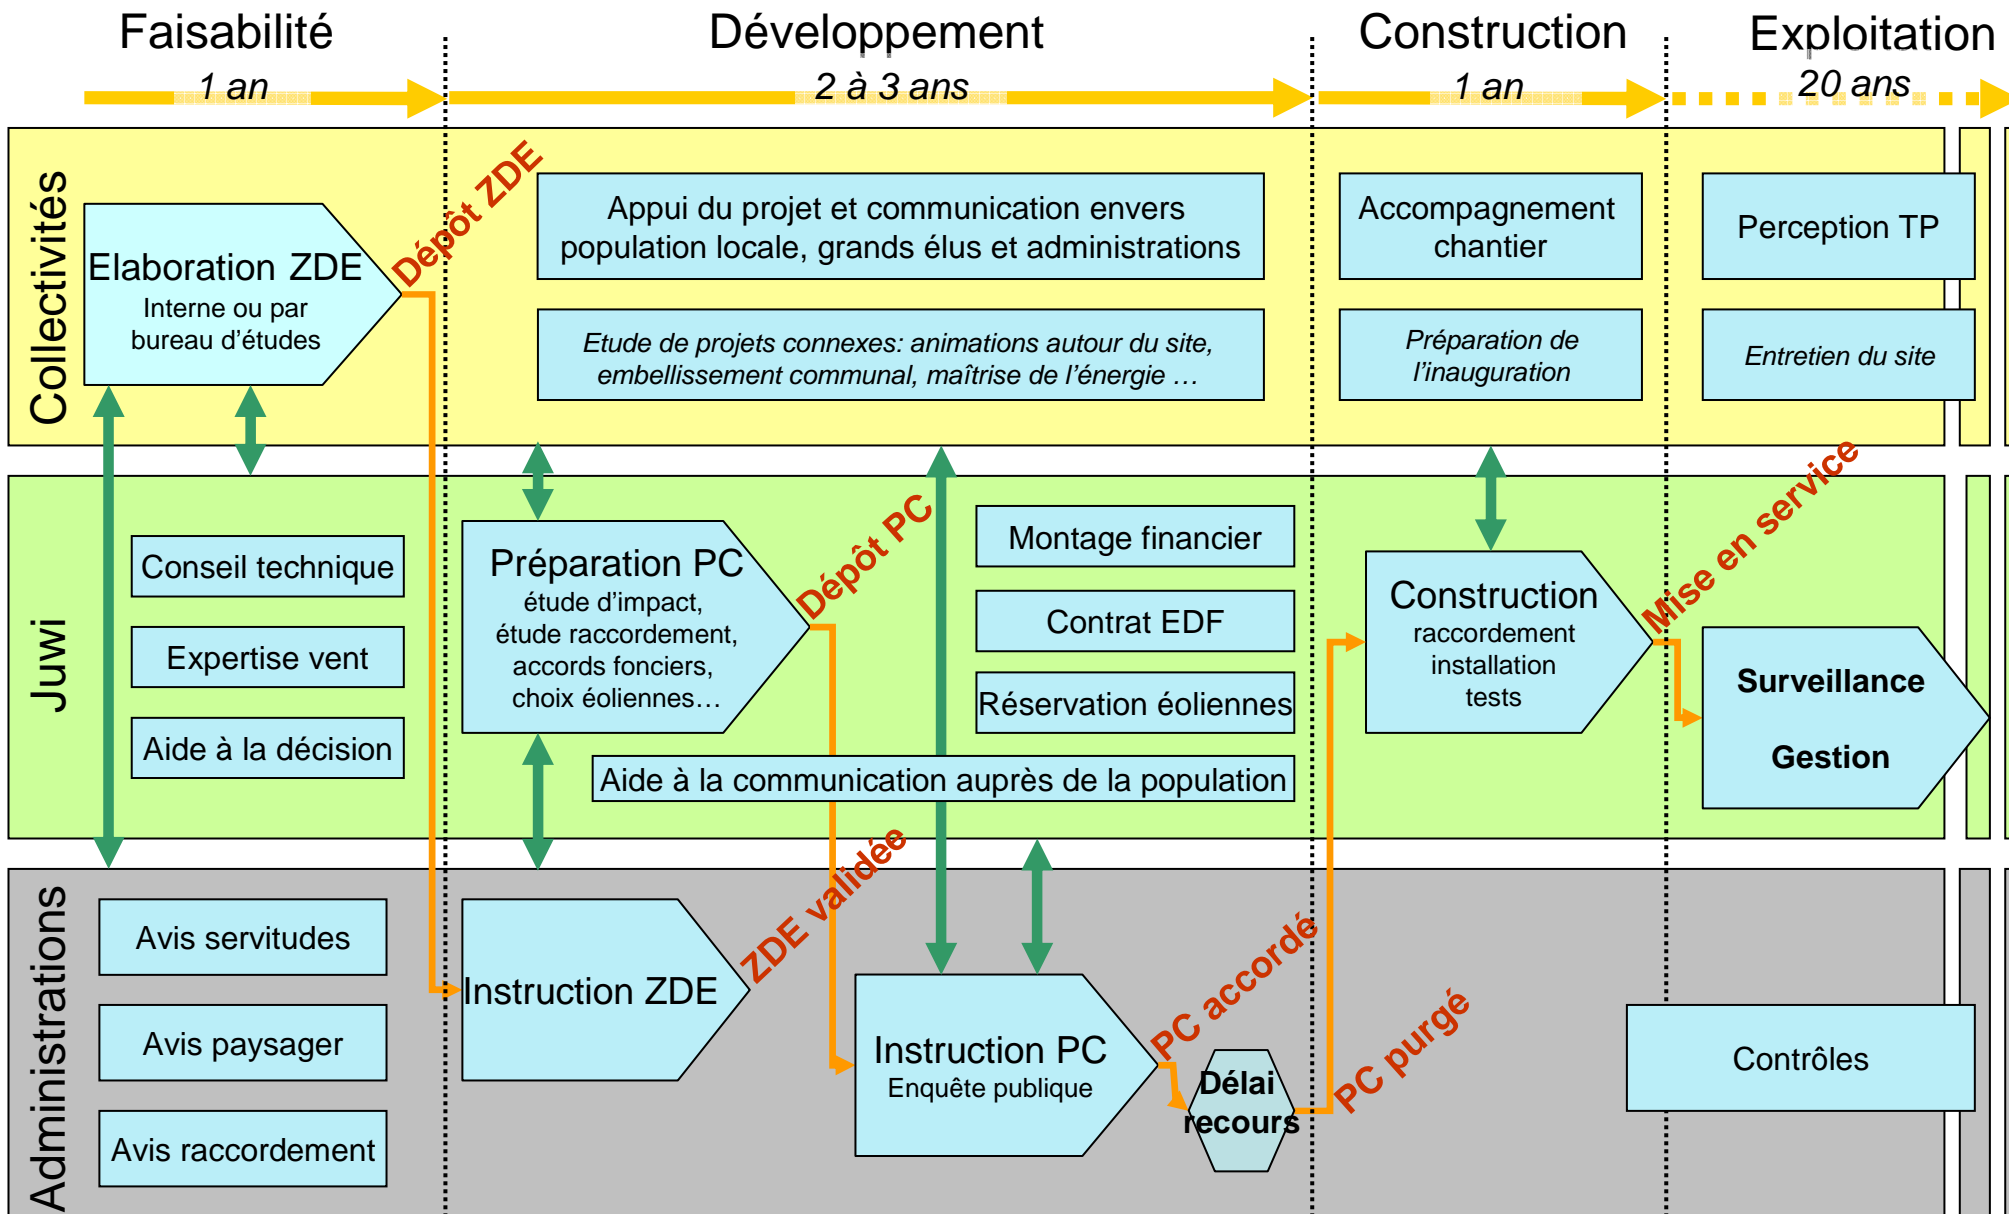 Faisabilité
Développement
Construction
Exploitation
1 an
2 à 3 ans
1 an
20 ans
Collectivités
Elaboration ZDE
Interne ou par
bureau d’études
Dépôt ZDE
Appui du projet et communication envers
population locale, grands élus et administrations
Etude de projets connexes: animations autour du site,
embellissement communal, maîtrise de l’énergie …
Accompagnement
chantier
Préparation de
l’inauguration
Perception TP
Entretien du site
Juwi
Conseil technique
Expertise vent
Aide à la décision
Préparation PC
étude d’impact,
étude raccordement,
accords fonciers,
choix éoliennes…
Dépôt PC
Montage financier
Contrat EDF
Réservation éoliennes
Aide à la communication auprès de la population
Construction
raccordement
installation
tests
Mise en service
Surveillance
Gestion
Administrations
Avis servitudes
Avis paysager
Avis raccordement
Instruction ZDE
ZDE validée
Instruction PC
Enquête publique
PC accordé
Délai
recours
PC purgé
Contrôles